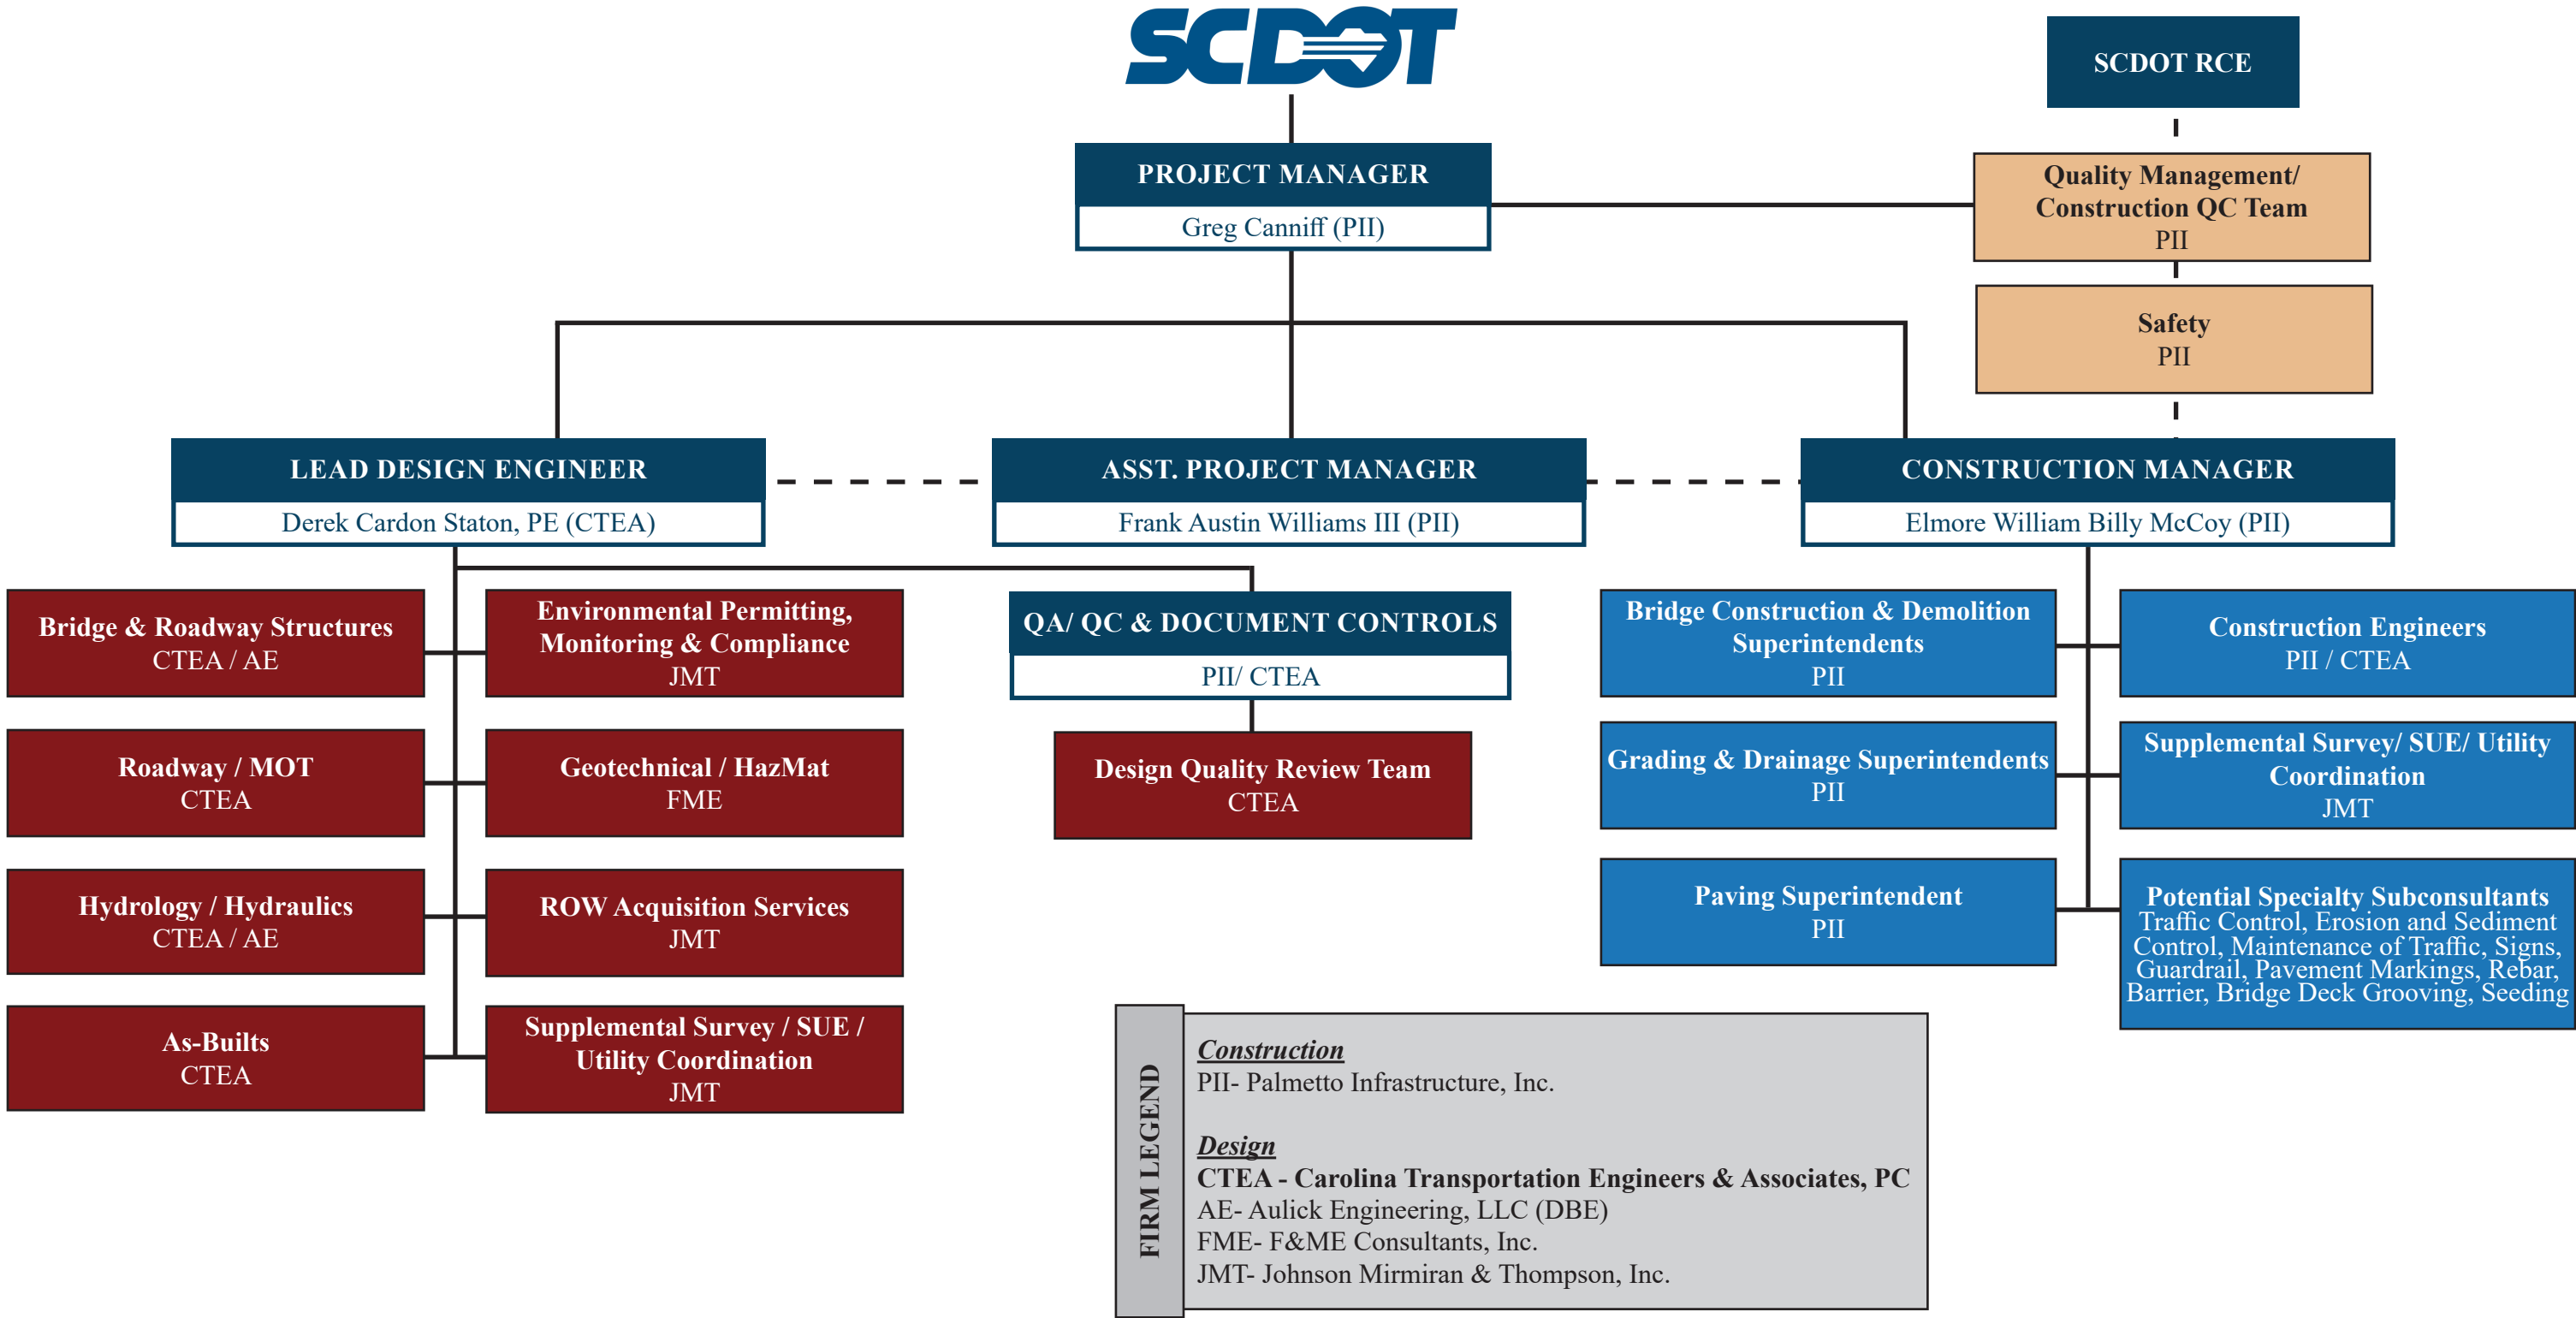 SCDOT
SCDOT RCE
PROJECT MANAGER
Greg Canniff (PII)
Quality Management/
Construction QC Team
PII
Safety
PII
LEAD DESIGN ENGINEER
Derek Cardon Staton, PE (CTEA)
ASST. PROJECT MANAGER
Frank Austin Williams III (PII)
CONSTRUCTION MANAGER
Elmore William Billy McCoy (PII)
Bridge & Roadway Structures
CTEA / AE
Environmental Permitting,
Monitoring & Compliance
JMT
Roadway / MOT
CTEA
Geotechnical / HazMat
FME
Hydrology / Hydraulics
CTEA / AE
ROW Acquisition Services
JMT
As-Builts
CTEA
Supplemental Survey / SUE /
Utility Coordination
JMT
QA/ QC & DOCUMENT CONTROLS
PII/ CTEA
Design Quality Review Team
CTEA
Bridge Construction & Demolition
Superintendents
PII
Construction Engineers
PII / CTEA
Grading & Drainage Superintendents
PII
Supplemental Survey/ SUE/ Utility
Coordination
JMT
Paving Superintendent
PII
Potential Specialty Subconsultants
Traffic Control, Erosion and Sediment
Control, Maintenance of Traffic, Signs,
Guardrail, Pavement Markings, Rebar,
Barrier, Bridge Deck Grooving, Seeding
FIRM LEGEND
Construction
PII- Palmetto Infrastructure, Inc.
Design
CTEA - Carolina Transportation Engineers & Associates, PC
AE- Aulick Engineering, LLC (DBE)
FME- F&ME Consultants, Inc.
JMT- Johnson Mirmiran & Thompson, Inc.